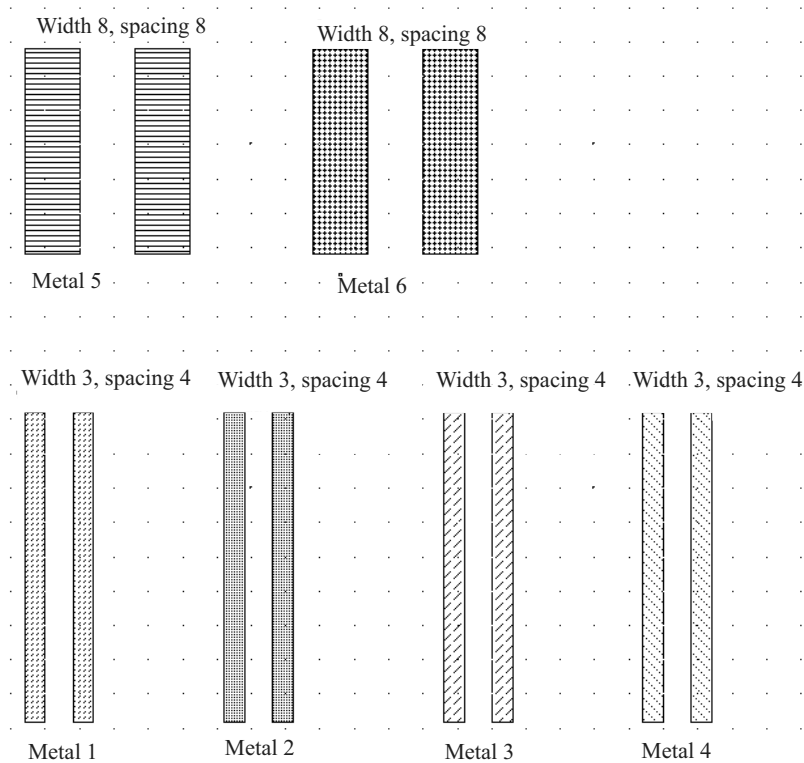 Width 8, spacing 8
Width 8, spacing 8
Metal 5
Metal 6
Width 3, spacing 4
Width 3, spacing 4
Width 3, spacing 4
Width 3, spacing 4
Metal 1
Metal 2
Metal 3
Metal 4